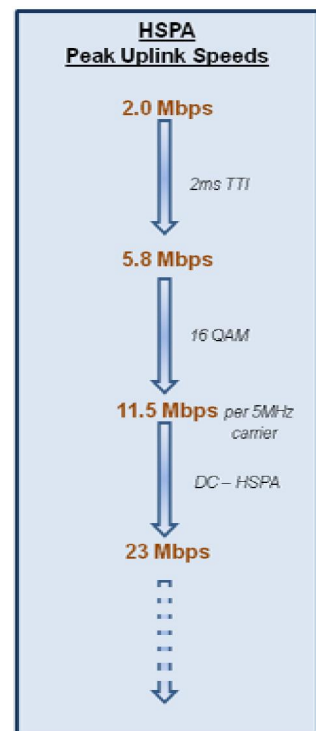 HSPA
Peak Uplink Speeds
2.0 Mbps
2ms TTI
5.8 Mbps
16 QAM
11.5 Mbps per 5MHz
carrier
DC – HSPA
23 Mbps